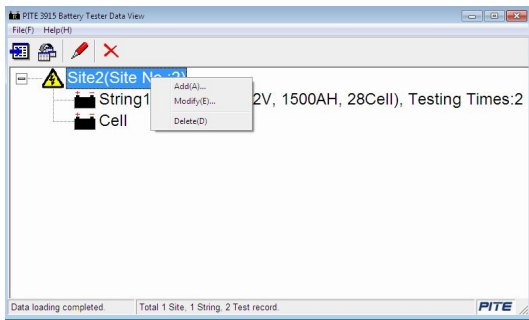 PITE 3915 Battery Tester Data View
File(F) Help(H)
Site2(Site No.:2)
Add(A)...
String1 2V, 1500AH, 28Cell), Testing Times:2
Modify(E)...
Cell
Delete(D)
Data loading completed. Total 1 Site, 1 String, 2 Test record. PITE